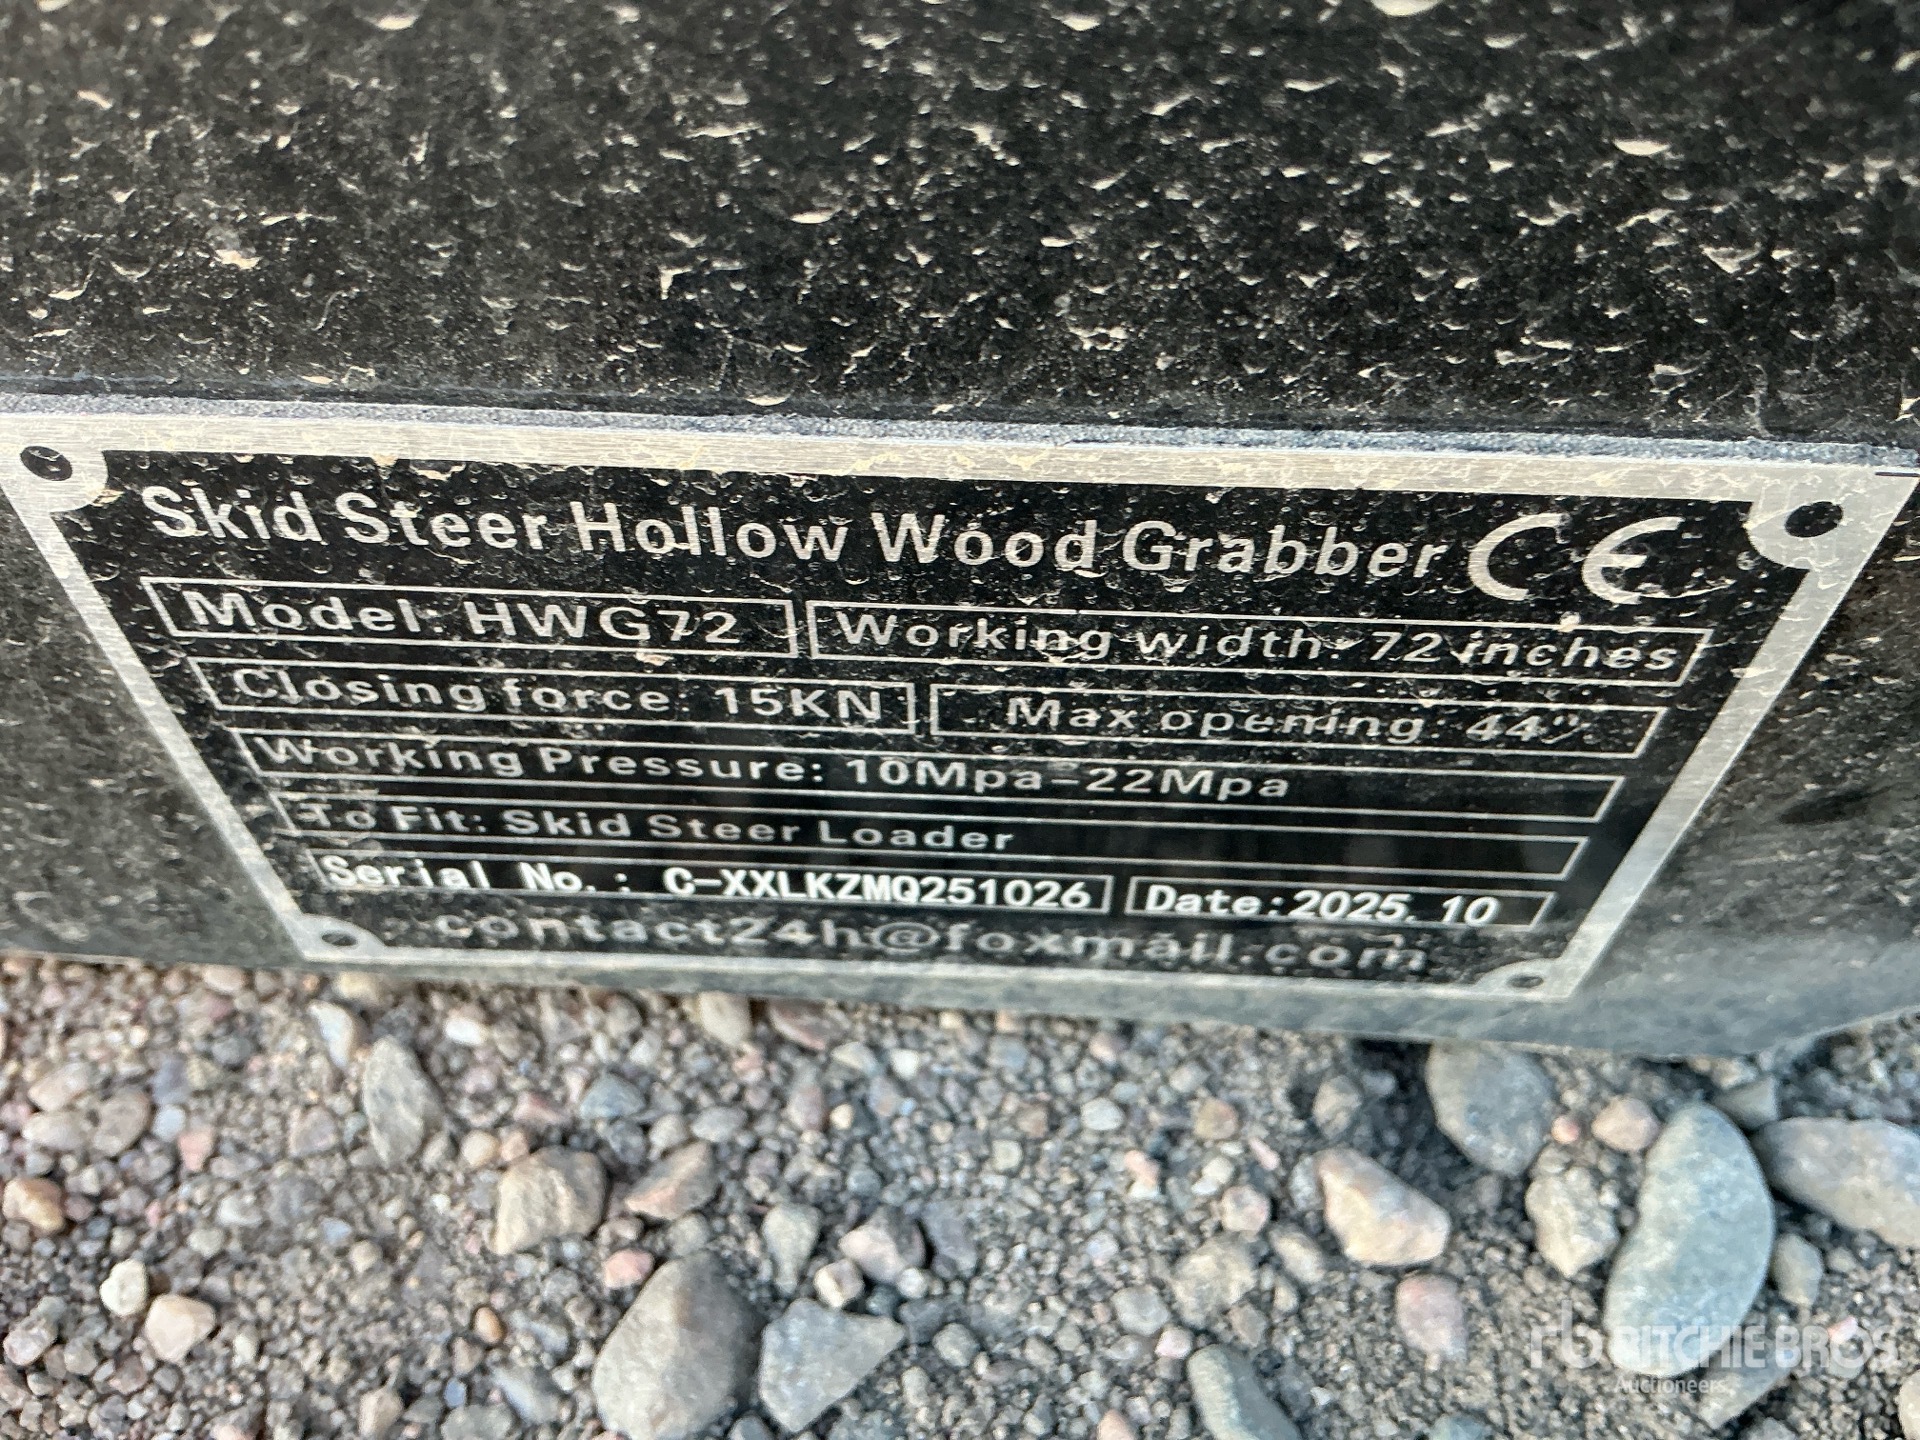 Skid Steer Hollow Wood Grabber CE
Model: HWG72 Working width: 72 inches
Closing force: 15KN Max opening: 44"
Working Pressure: 10Mpa-22Mpa
To Fit: Skid Steer Loader
Serial No.: C-XXLKZMQ251026 Date:2025.10
contact24h@foxmail.com
rb RITCHIE BROS.
Auctioneers